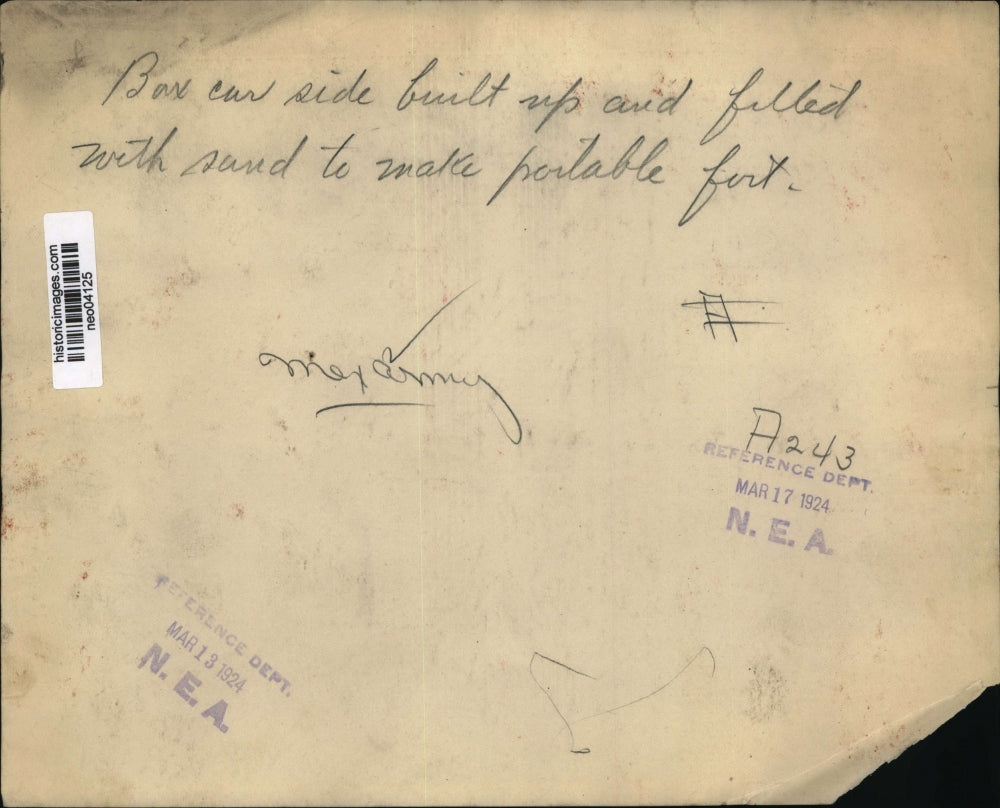 Box car side built up and filled
with sand to make portable fort.
historicimages.com
neo04125
Mex Army
A243
REFERENCE DEPT.
MAR 17 1924
N. E. A.
REFERENCE DEPT.
MAR 13 1924
N. E. A.